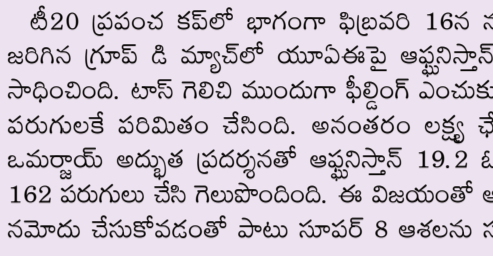 టీ20 ప్రపంచ కప్‌లో భాగంగా ఫిబ్రవరి 16న
జరిగిన గ్రూప్ డి మ్యాచ్‌లో యూఏఈపై ఆఫ్ఘనిస్తాన్
సాధించింది. టాస్ గెలిచి ముందుగా ఫీల్డింగ్
పరుగులకే పరిమితం చేసింది. అనంతరం లక్ష్య
ఒమర్జాయ్ అద్భుత ప్రదర్శనతో ఆఫ్ఘనిస్తాన్ 19.2
162 పరుగులు చేసి గెలుపొందింది. ఈ విజయంతో
నమోదు చేసుకోవడంతో పాటు సూపర్ 8 ఆశలను